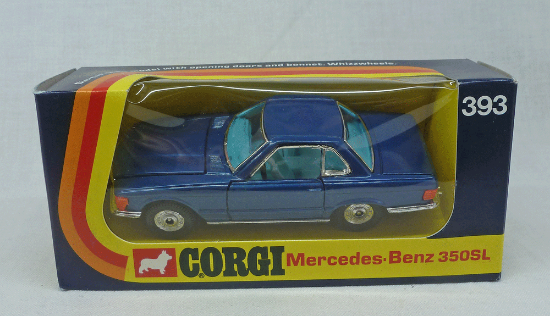 with opening doors and bonnet. Whizzwheels.
393
CORGI® Mercedes-Benz 350SL